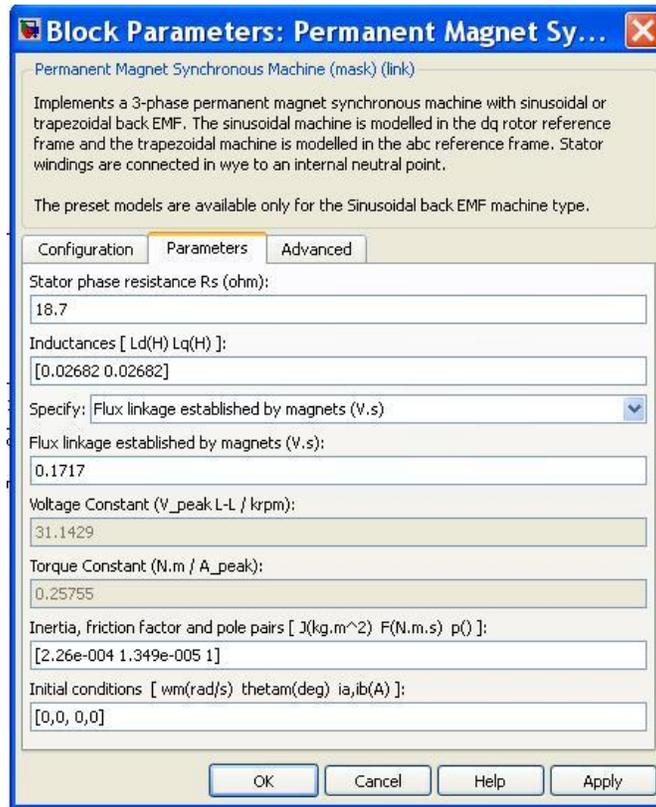 Block Parameters: Permanent Magnet Sy...
Permanent Magnet Synchronous Machine (mask) (link)
Implements a 3-phase permanent magnet synchronous machine with sinusoidal or
trapezoidal back EMF. The sinusoidal machine is modelled in the dq rotor reference
frame and the trapezoidal machine is modelled in the abc reference frame. Stator
windings are connected in wye to an internal neutral point.
The preset models are available only for the Sinusoidal back EMF machine type.
Configuration Parameters Advanced
Stator phase resistance Rs (ohm):
18.7
Inductances [ Ld(H) Lq(H) ]:
[0.02682 0.02682]
Specify: Flux linkage established by magnets (V.s)
Flux linkage established by magnets (V.s):
0.1717
Voltage Constant (V_peak L-L / krpm):
31.1429
Torque Constant (N.m / A_peak):
0.25755
Inertia, friction factor and pole pairs [ J(kg.m^2) F(N.m.s) p() ]:
[2.26e-004 1.349e-005 1]
Initial conditions [ wm(rad/s) thetam(deg) ia,ib(A) ]:
[0,0, 0,0]
OK Cancel Help Apply